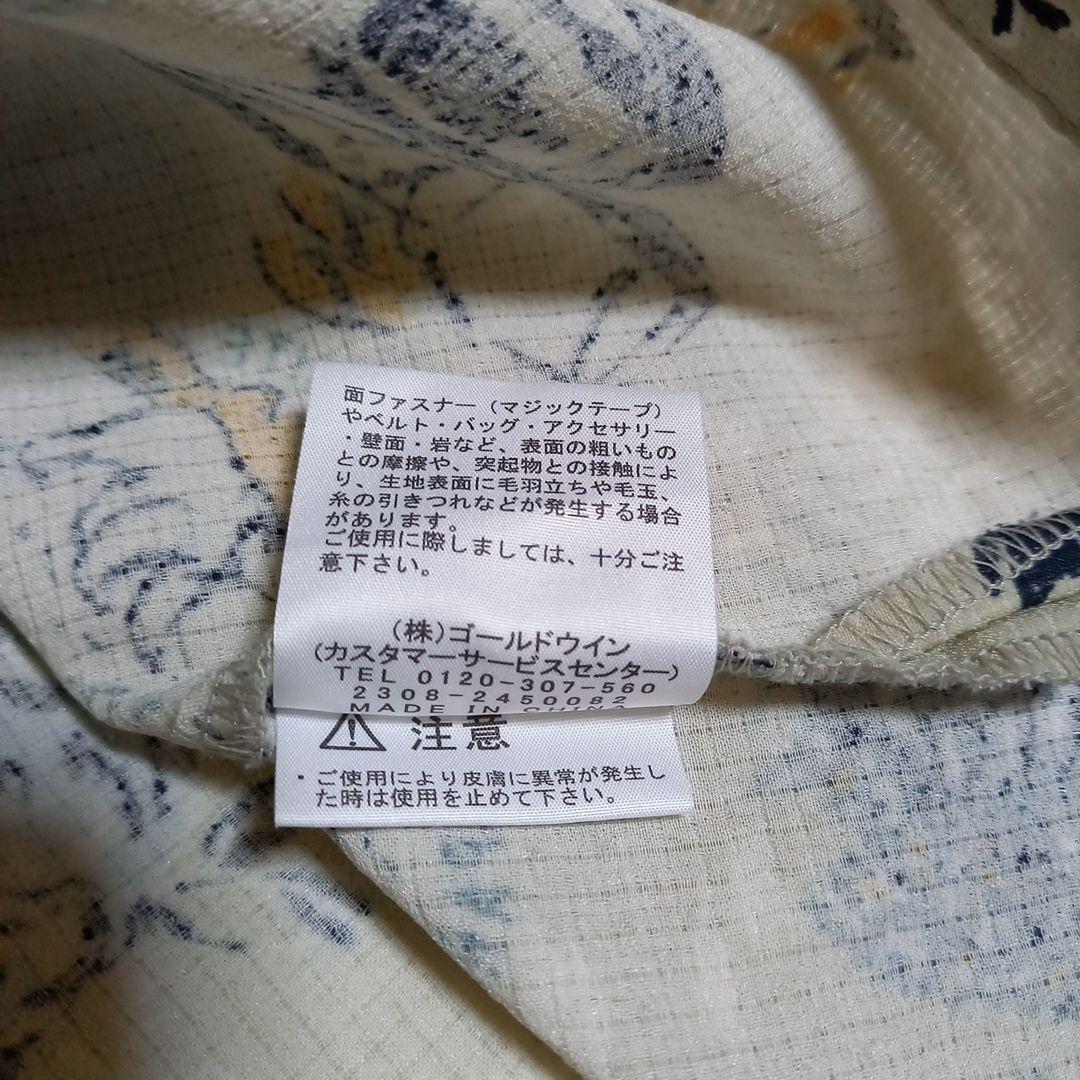 面ファスナー（マジックテープ）
やベルト・バッグ・アクセサリー
・壁面・岩など、表面の粗いもの
との摩擦や、突起物との接触によ
り、生地表面に毛羽立ちや毛玉、
糸の引きつれなどが発生する場合
があります。
ご使用に際しましては、十分ご注
意下さい。
(株)ゴールドウイン
(カスタマーサービスセンター)
TEL 0120-307-560
2308-2450082
MADE IN CHINA
注意
・ご使用により皮膚に異常が発生し
た時は使用を止めて下さい。